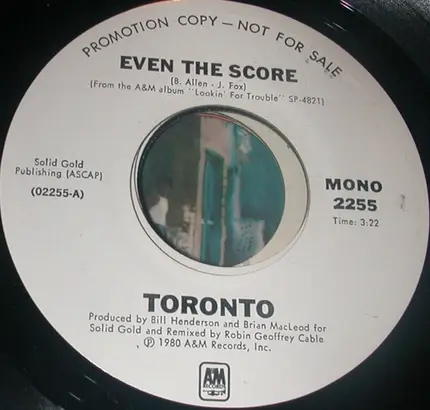 PROMOTION COPY — NOT FOR SALE
EVEN THE SCORE
(B. Allen - J. Fox)
(From the A&M album "Lookin' For Trouble" SP-4821)
Solid Gold
Publishing (ASCAP)
(02255-A)
MONO
2255
Time: 3:22
TORONTO
Produced by Bill Henderson and Brian MacLeod for
Solid Gold and Remixed by Robin Geoffrey Cable
℗ 1980 A&M Records, Inc.
A&M
RECORDS